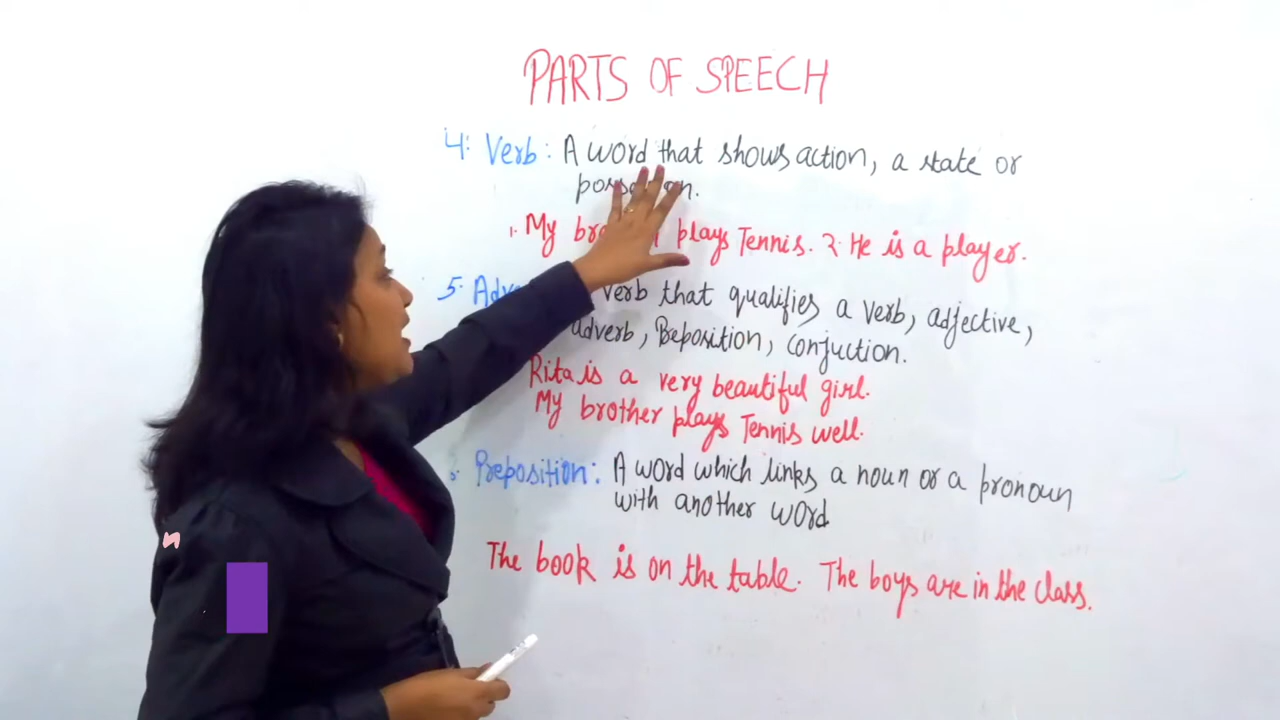 PARTS OF SPEECH
4. Verb: A word that shows action, a state or
1. My plays Tennis. 2. He is a player.
5. verb that qualifies a verb, adjective,
adverb, Preposition, Conjuction.
Rita is a very beautiful girl.
My brother plays Tennis well.
Preposition: A word which links a noun or a pronoun
with another word
The book is on the table. The boys are in the class.
n